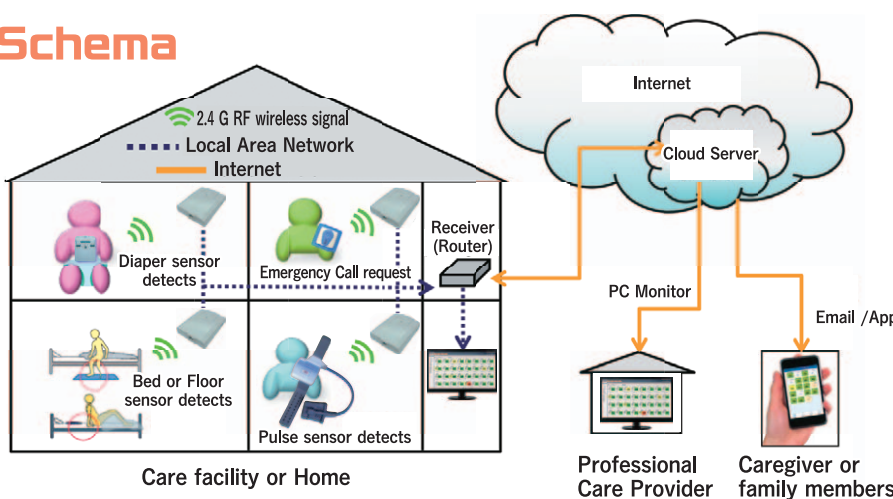 Schema
2.4 G RF wireless signal
Local Area Network
Internet
Internet
Cloud Server
Diaper sensor
detects
Emergency Call request
Receiver
(Router)
Bed or Floor
sensor detects
Pulse sensor detects
PC Monitor
Email /App
Care facility or Home
Professional
Care Provider
Caregiver or
family members